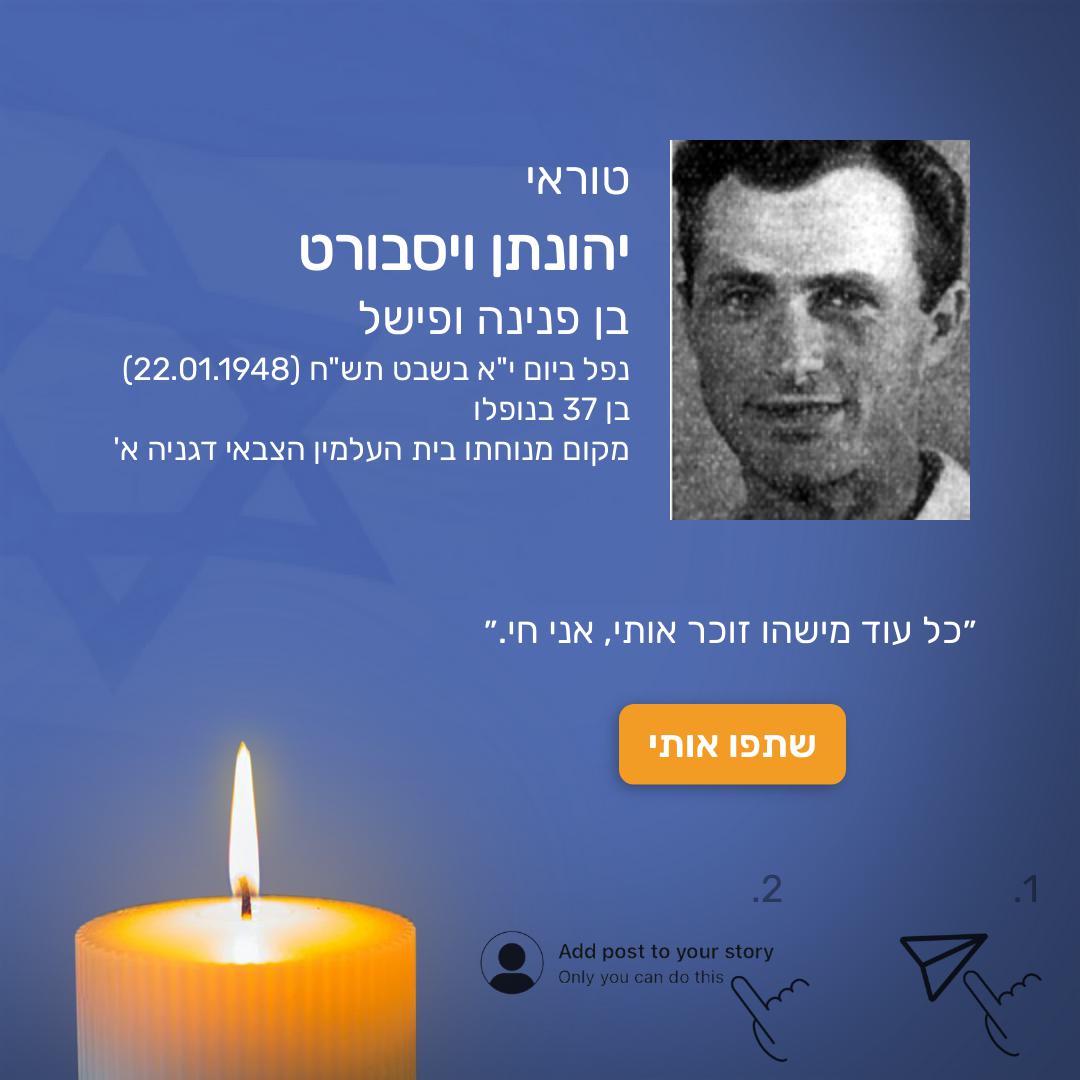 טוראי
יהונתן ויסבורט
בן פנינה ופישל
נפל ביום י"א בשבט תש"ח (22.01.1948)
בן 37 בנופלו
מקום מנוחתו בית העלמין הצבאי דגניה א'
״כל עוד מישהו זוכר אותי, אני חי.״
שתפו אותי
1.
2.
Add post to your story
Only you can do this